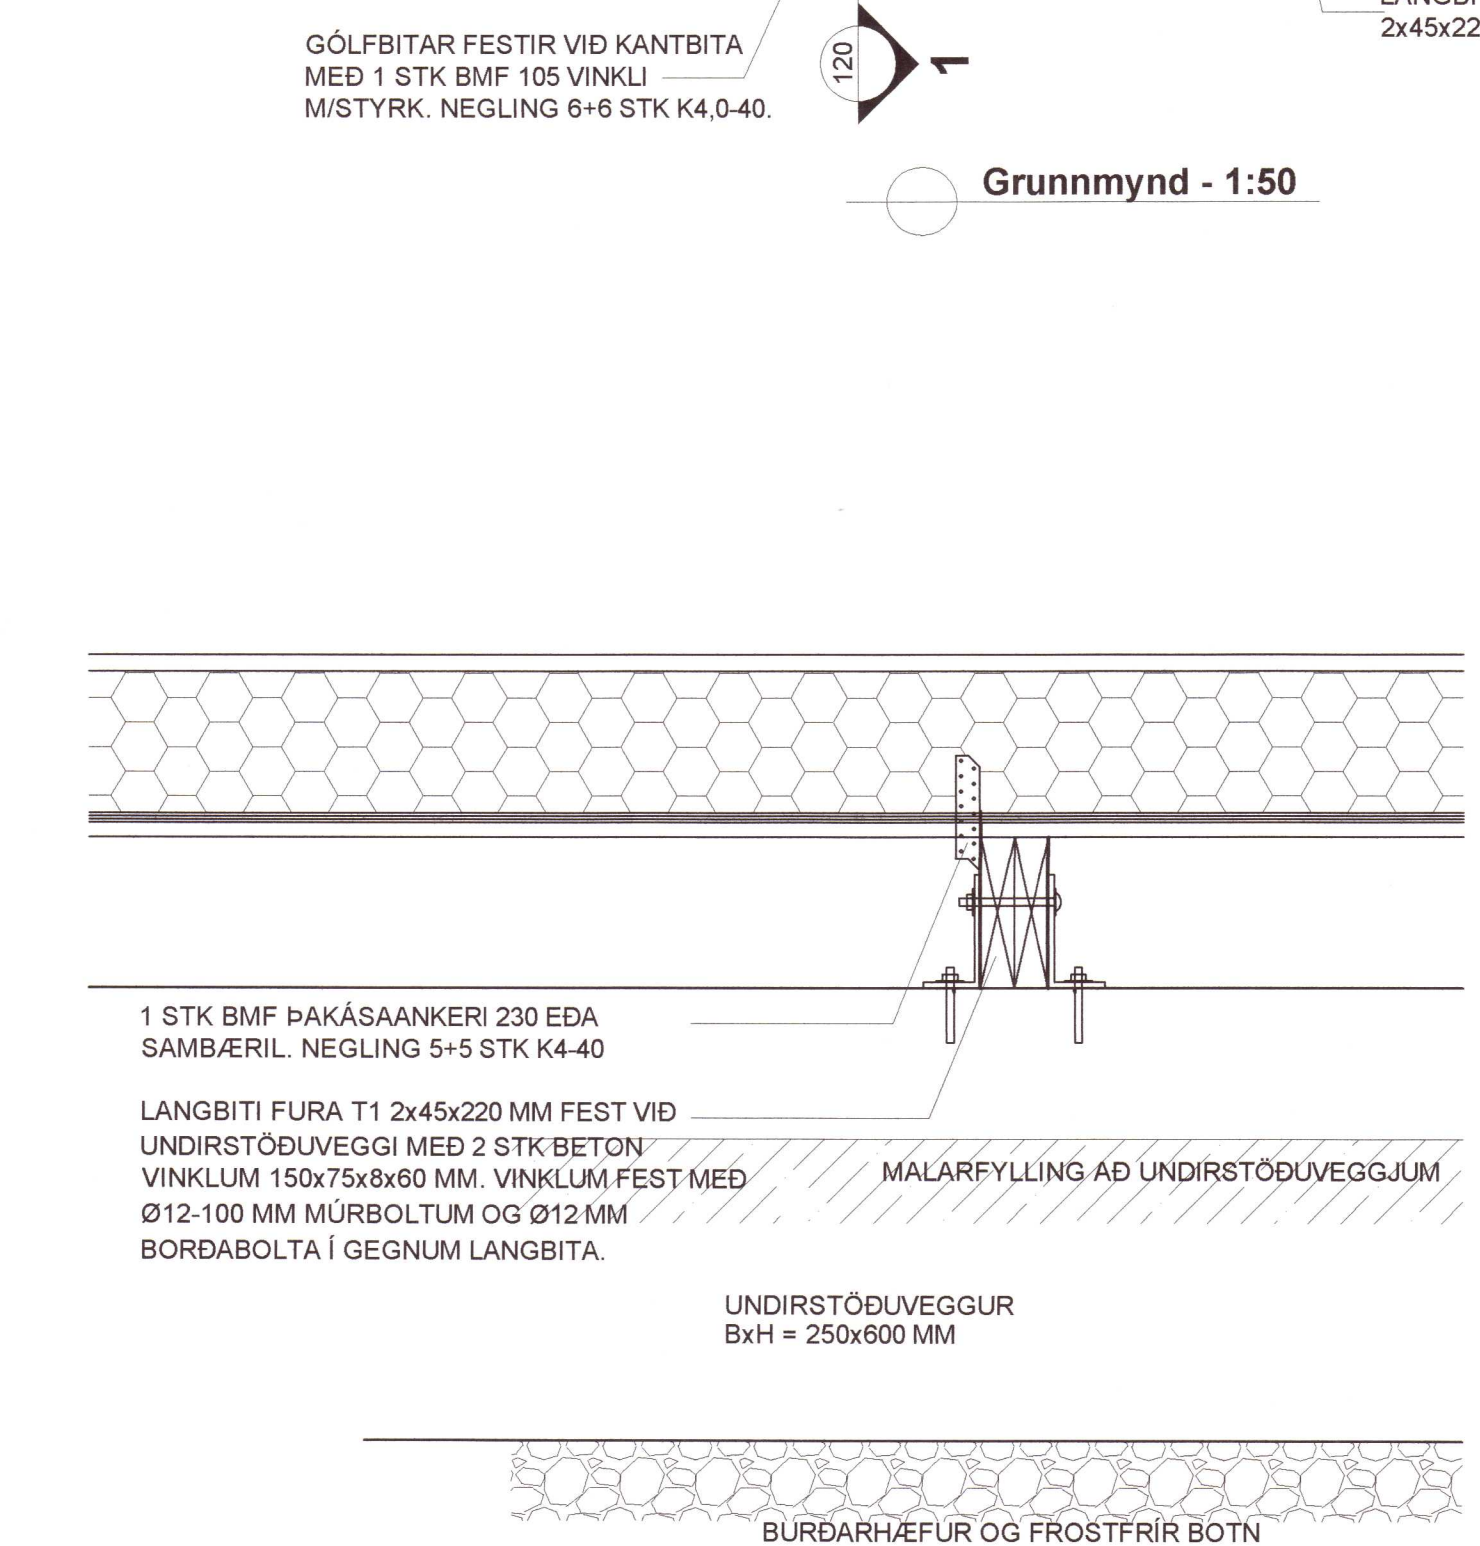 GÓLFBITAR FESTIR VIÐ KANTBITA
MEÐ 1 STK BMF 105 VINKLI
M/STYRK. NEGLING 6+6 STK K4,0-40.
120
1
2x45x22
Grunnmynd - 1:50
1 STK BMF ÞAKÁSAANKERI 230 EÐA
SAMBÆRIL. NEGLING 5+5 STK K4-40
LANGBITI FURA T1 2x45x220 MM FEST VIÐ
UNDIRSTÖÐUVEGGI MEÐ 2 STK BETON
VINKLUM 150x75x8x60 MM. VINKLUM FEST MEÐ
Ø12-100 MM MÚRBOLTUM OG Ø12 MM
BORÐABOLTA Í GEGNUM LANGBITA.
MALARFYLLING AÐ UNDIRSTÖÐUVEGGJUM
UNDIRSTÖÐUVEGGUR
BxH = 250x600 MM
BURÐARHÆFUR OG FROSTFRÍR BOTN